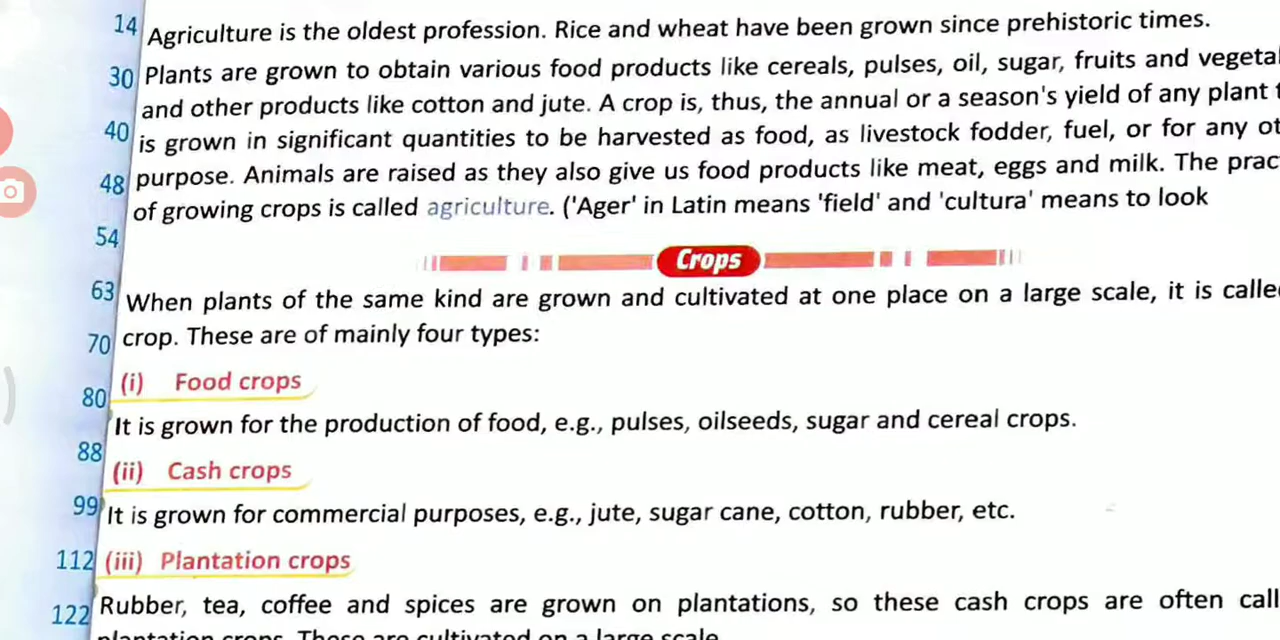 14
Agriculture is the oldest profession. Rice and wheat have been grown since prehistoric times.
30
Plants are grown to obtain various food products like cereals, pulses, oil, sugar, fruits and
and other products like cotton and jute. A crop is, thus, the annual or a season's yield of any plant
40
is grown in significant quantities to be harvested as food, as livestock fodder, fuel, or for any
48
purpose. Animals are raised as they also give us food products like meat, eggs and milk. The
of growing crops is called agriculture. ('Ager' in Latin means 'field' and 'cultura' means to look
54
Crops
63
When plants of the same kind are grown and cultivated at one place on a large scale, it is
70
crop. These are of mainly four types:
(i) Food crops
80
It is grown for the production of food, e.g., pulses, oilseeds, sugar and cereal crops.
88
(ii) Cash crops
99
It is grown for commercial purposes, e.g., jute, sugar cane, cotton, rubber, etc.
112
(iii) Plantation crops
122
Rubber, tea, coffee and spices are grown on plantations, so these cash crops are often
plantation crops. These are cultivated on a large scale.